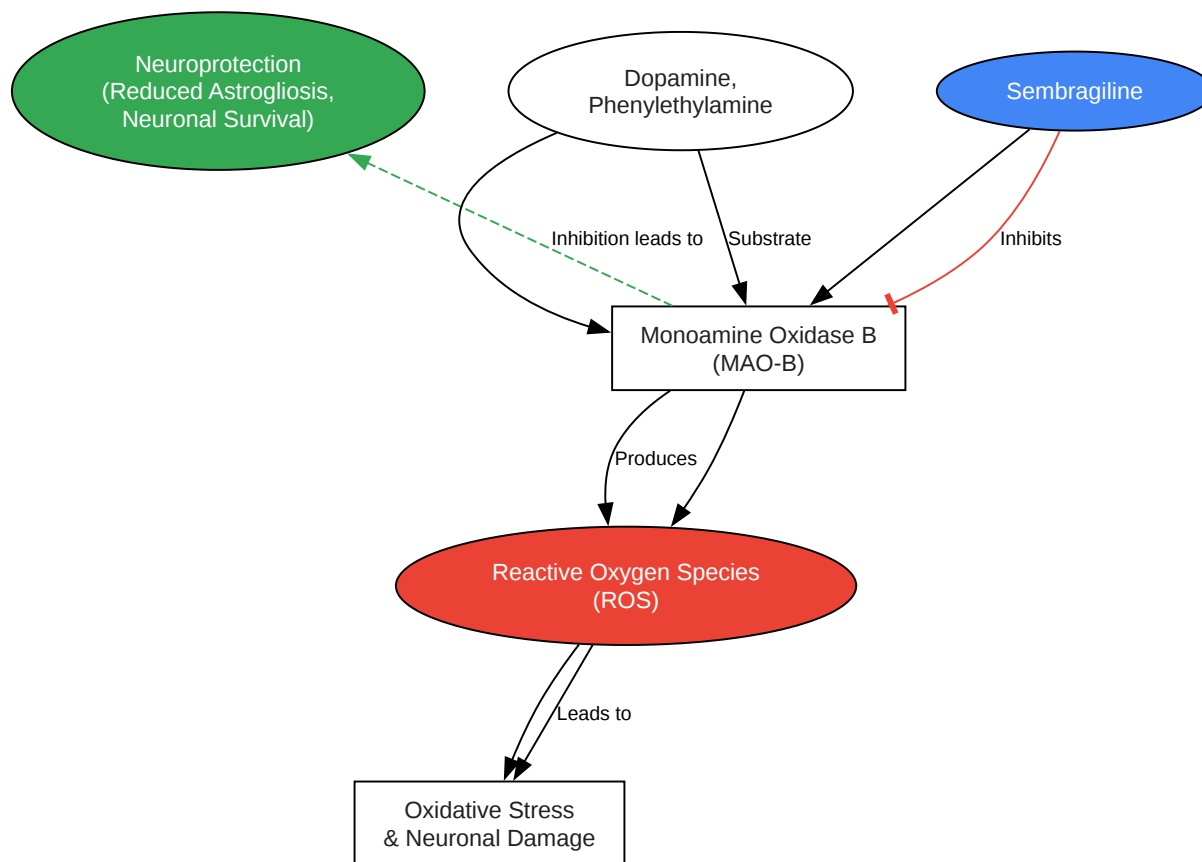 Neuroprotection
(Reduced Astrogliosis,
Neuronal Survival)
Dopamine,
Phenylethylamine
Sembragiline
Inhibition leads to
Substrate
Inhibits
Monoamine Oxidase B
(MAO-B)
Produces
Reactive Oxygen Species
(ROS)
Leads to
Oxidative Stress
& Neuronal Damage